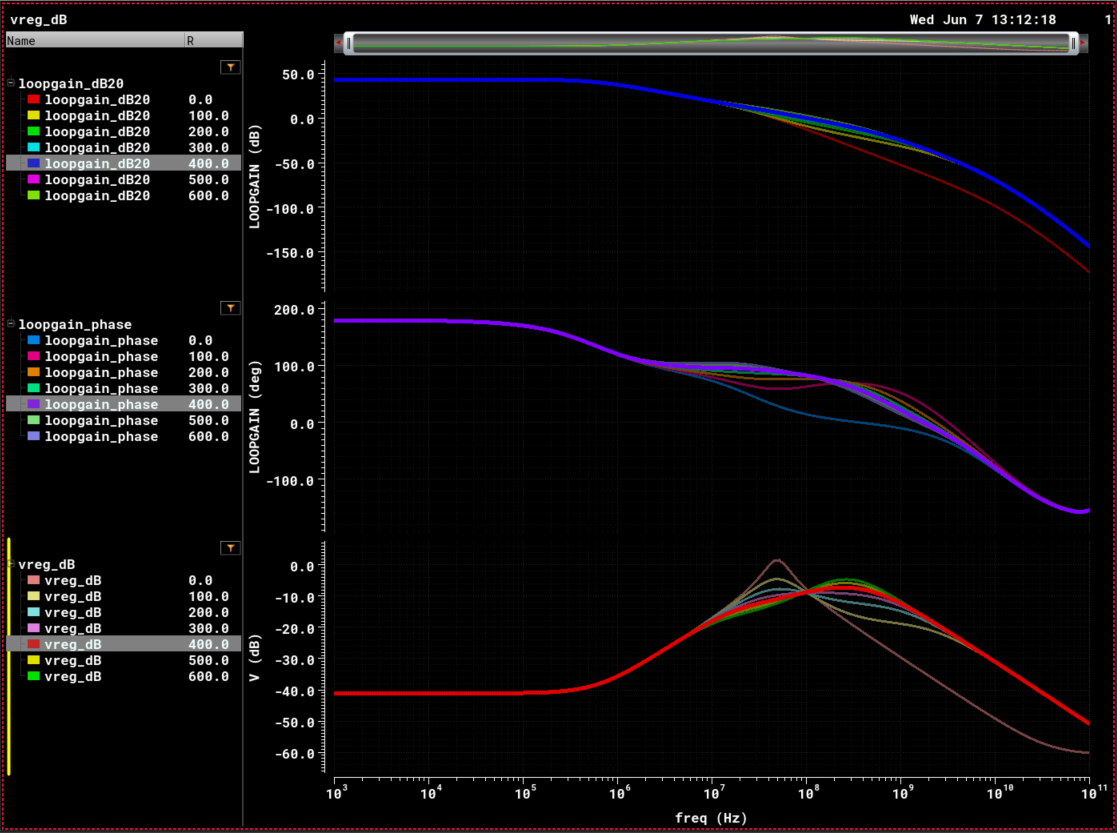 vreg_dB Wed Jun 7 13:12:18 1
Name R
loopgain_dB20
loopgain_dB20 0.0
loopgain_dB20 100.0
loopgain_dB20 200.0
loopgain_dB20 300.0
loopgain_dB20 400.0
loopgain_dB20 500.0
loopgain_dB20 600.0
loopgain_phase
loopgain_phase 0.0
loopgain_phase 100.0
loopgain_phase 200.0
loopgain_phase 300.0
loopgain_phase 400.0
loopgain_phase 500.0
loopgain_phase 600.0
vreg_dB
vreg_dB 0.0
vreg_dB 100.0
vreg_dB 200.0
vreg_dB 300.0
vreg_dB 400.0
vreg_dB 500.0
vreg_dB 600.0
LOOPGAIN (dB)
50.0
0.0
-50.0
-100.0
-150.0
LOOPGAIN (deg)
200.0
100.0
0.0
-100.0
V (dB)
0.0
-10.0
-20.0
-30.0
-40.0
-50.0
-60.0
10³ 10⁴ 10⁵ 10⁶ 10⁷ 10⁸ 10⁹ 10¹⁰ 10¹¹
freq (Hz)